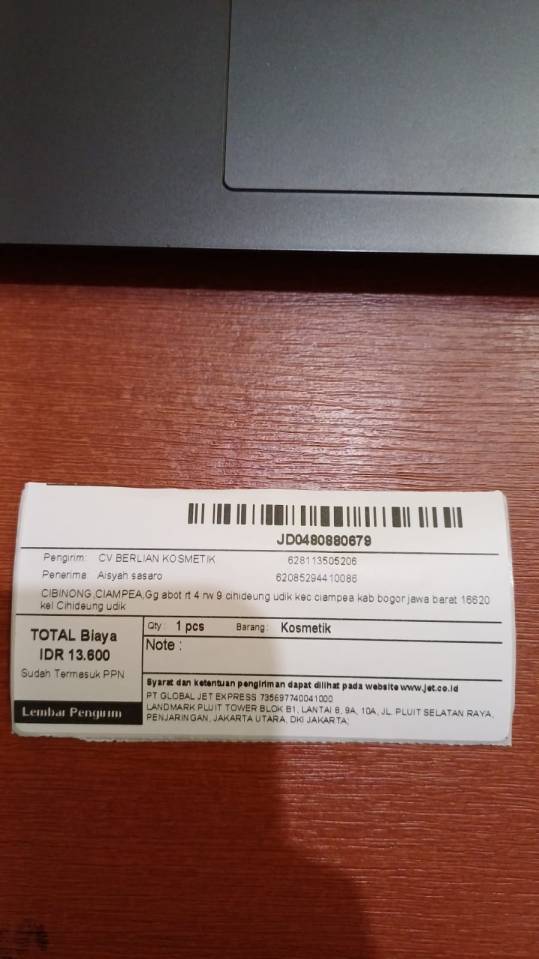 JD0480880679
Pengirim: CV BERLIAN KOSMETIK 628113505206
Penerima: Aisyah sasaro 6285294410086
CIBINONG,CIAMPEA,Gg abot rt 4 rw 9 cihideung udik kec ciampea kab bogor jawa barat 16620
kel Cihideung udik
TOTAL Biaya
IDR 13.600
Sudah Termasuk PPN
Lembar Pengirim
Qty : 1 pcs Barang : Kosmetik
Note :
Syarat dan ketentuan pengiriman dapat dilihat pada website www.jet.co.id
PT GLOBAL JET EXPRESS 735697740041000
LANDMARK PLUIT TOWER BLOK B1, LANTAI 8, 9A, 10A, JL. PLUIT SELATAN RAYA,
PENJARINGAN, JAKARTA UTARA, DKI JAKARTA;